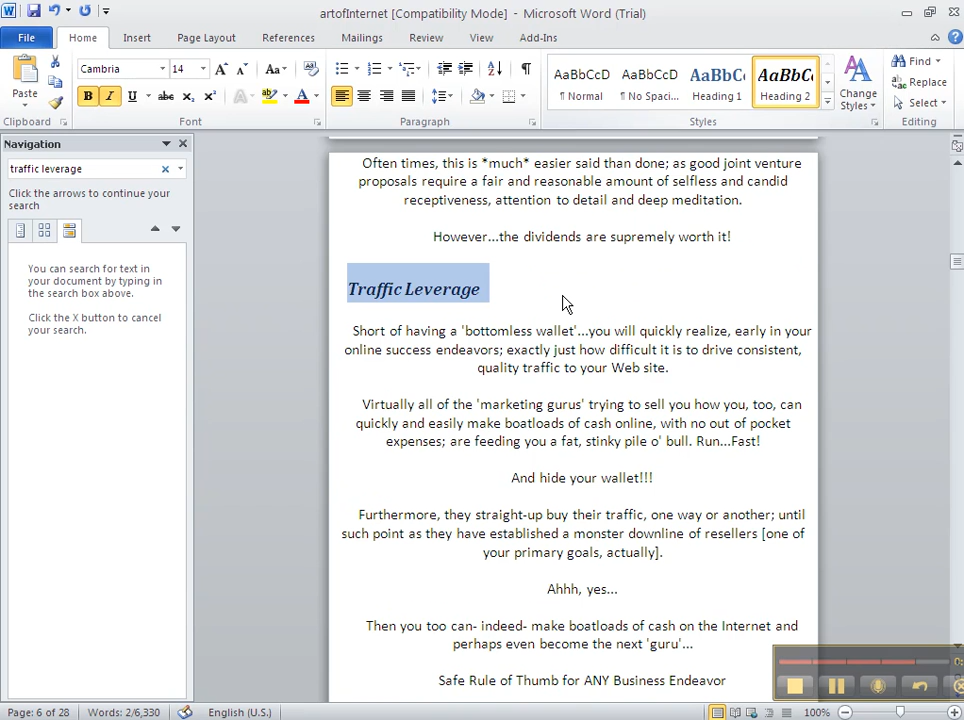 artofInternet [Compatibility Mode] - Microsoft Word (Trial)
File Home Insert Page Layout References Mailings Review View Add-Ins
Paste
Cambria 14
Clipboard Font Paragraph Styles Editing
AaBbCcD AaBbCcD AaBbCc AaBbCc
¶ Normal ¶ No Spaci... Heading 1 Heading 2
Change Styles
Find
Replace
Select
Navigation
traffic leverage
Click the arrows to continue your
search
You can search for text in
your document by typing in
the search box above.
Click the X button to cancel
your search.
Often times, this is *much* easier said than done; as good joint venture
proposals require a fair and reasonable amount of selfless and candid
receptiveness, attention to detail and deep meditation.
However...the dividends are supremely worth it!
Traffic Leverage
Short of having a 'bottomless wallet'...you will quickly realize, early in your
online success endeavors; exactly just how difficult it is to drive consistent,
quality traffic to your Web site.
Virtually all of the 'marketing gurus' trying to sell you how you, too, can
quickly and easily make boatloads of cash online, with no out of pocket
expenses; are feeding you a fat, stinky pile o' bull. Run...Fast!
And hide your wallet!!!
Furthermore, they straight-up buy their traffic, one way or another; until
such point as they have established a monster downline of resellers [one of
your primary goals, actually].
Ahhh, yes...
Then you too can- indeed- make boatloads of cash on the Internet and
perhaps even become the next 'guru'...
Safe Rule of Thumb for ANY Business Endeavor
Page: 6 of 28 Words: 2/6,330 English (U.S.) 100%